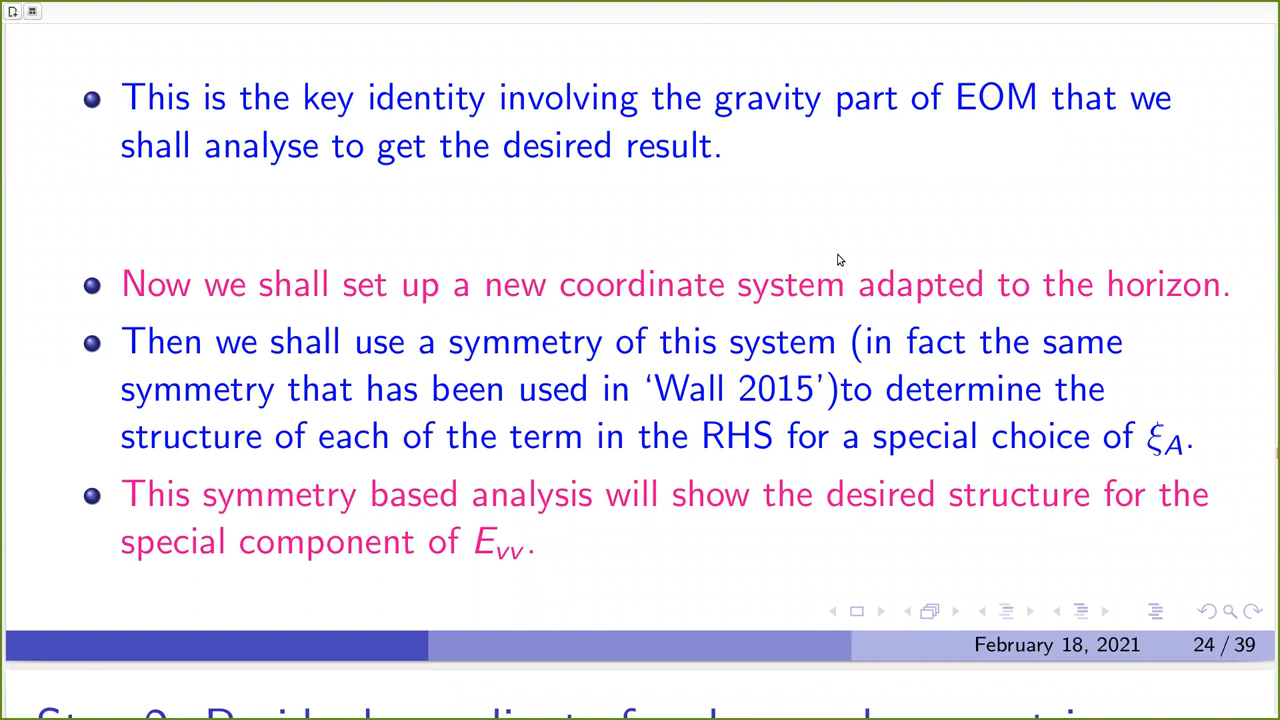 This is the key identity involving the gravity part of EOM that we
shall analyse to get the desired result.
Now we shall set up a new coordinate system adapted to the horizon.
Then we shall use a symmetry of this system (in fact the same
symmetry that has been used in ‘Wall 2015’)to determine the
structure of each of the term in the RHS for a special choice of ξ_A.
This symmetry based analysis will show the desired structure for the
special component of E_vv.
February 18, 2021 24 / 39